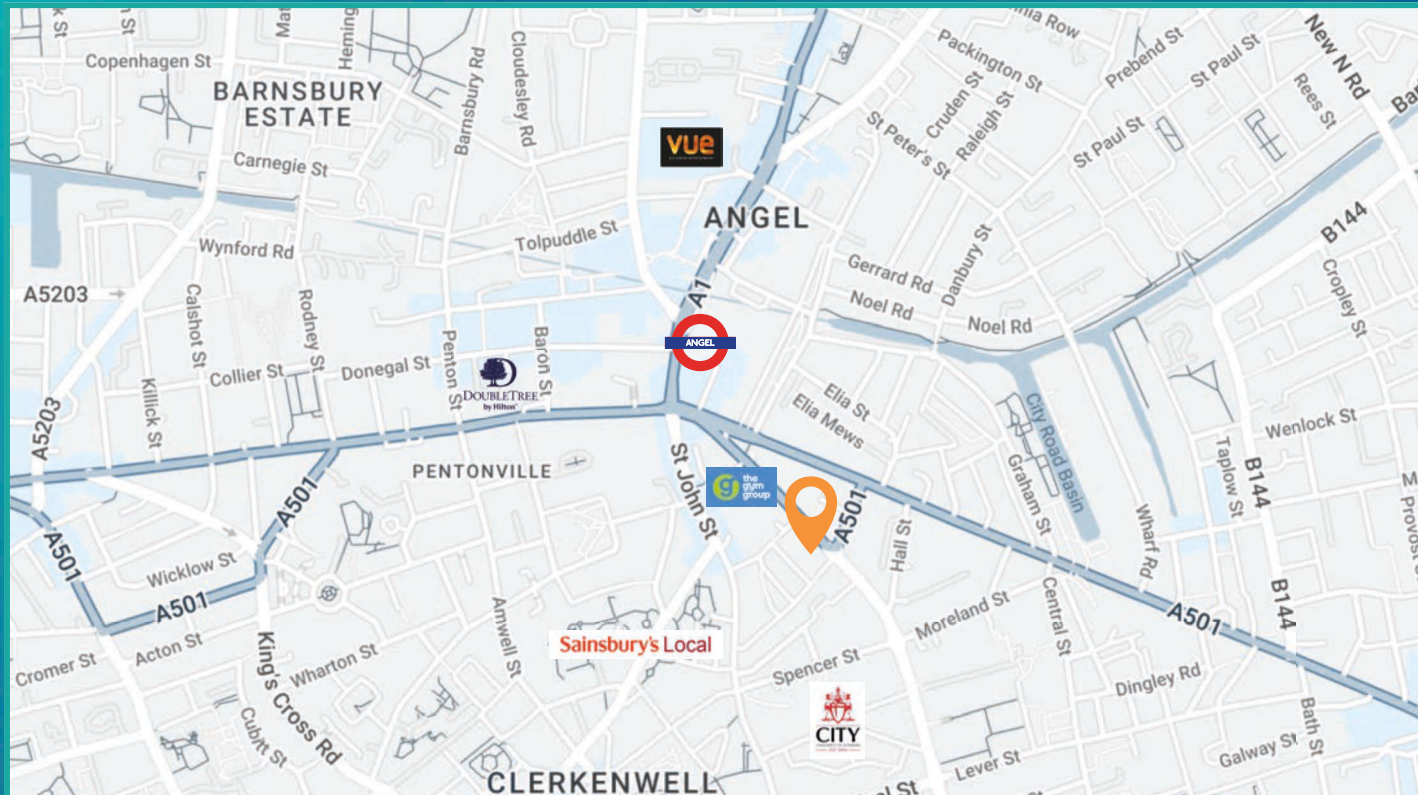 Copenhagen St
BARNSBURY
ESTATE
Carnegie St
Barnsbury Rd
Cloudesley Rd
Packington St
Cruden St
Raleigh St
St Peter's St
Prebend St
St Paul St
St Paul St
New N Rd
Rees St
vue
ANGEL
Wynford Rd
Tolpuddle St
A5203
Calshot St
Rodney St
A1
Gerrard Rd
Danbury St
Noel Rd
Noel Rd
B144
Cropley St
ANGEL
Penton St
Baron St
Collier St
Donegal St
DOUBLETREE
by Hilton
Killick St
A5203
Elia St
Elia Mews
City Road Basin
Graham St
Wenlock St
Taplow St
B144
PENTONVILLE
St John St
the
gym
group
A501
A501
A501
Hall St
Wharf Rd
Wicklow St
A501
Acton St
Cromer St
King's Cross Rd
Wharton St
Cubitt St
Amwell St
Sainsbury's Local
Spencer St
Moreland St
Central St
A501
B144
Dingley Rd
Bath St
Galway St
Lever St
CITY
CLERKENWELL